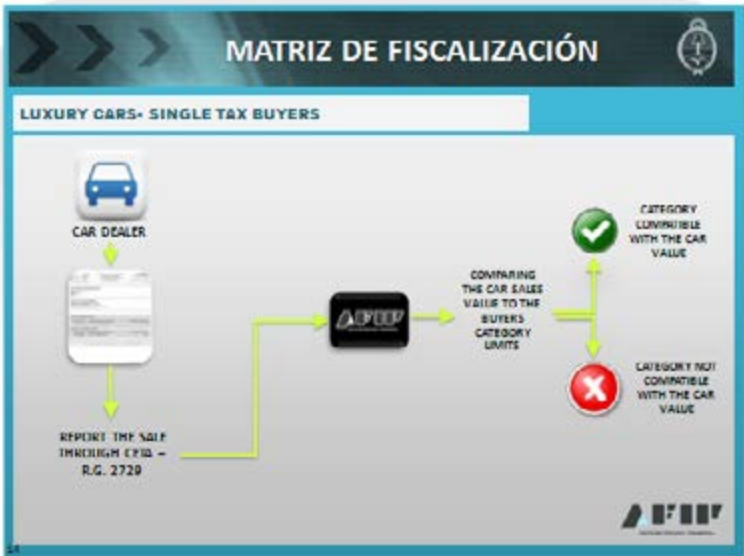 MATRIZ DE FISCALIZACIÓN
LUXURY CARS- SINGLE TAX BUYERS
CAR DEALER
REPORT THE SALE
THROUGH CETA –
R.G. 2729
AFIP
COMPARING
THE CAR SALES
VALUE TO THE
BUYERS
CATEGORY
LIMITS
CATEGORY
COMPATIBLE
WITH THE CAR
VALUE
CATEGORY NOT
COMPATIBLE
WITH THE CAR
VALUE
AFIP